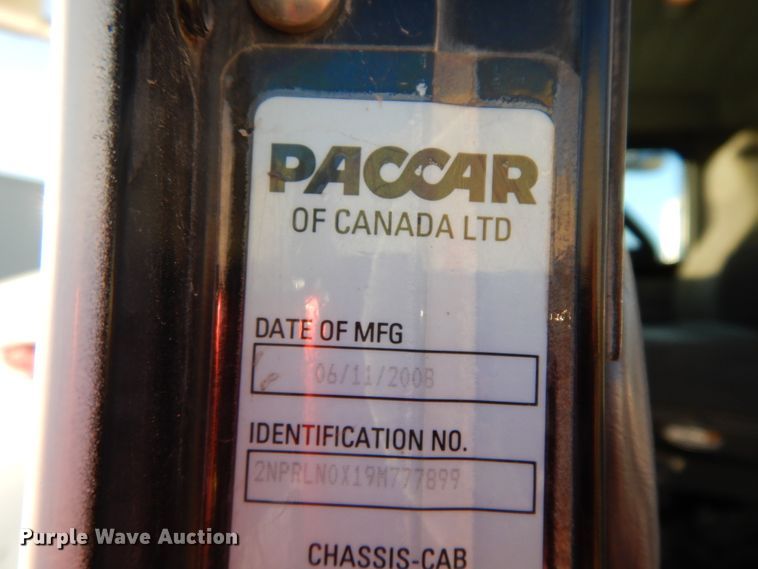 PACCAR
OF CANADA LTD
DATE OF MFG
06/11/2008
IDENTIFICATION NO.
2NPRLN0X19M777899
CHASSIS-CAB
Purple Wave Auction